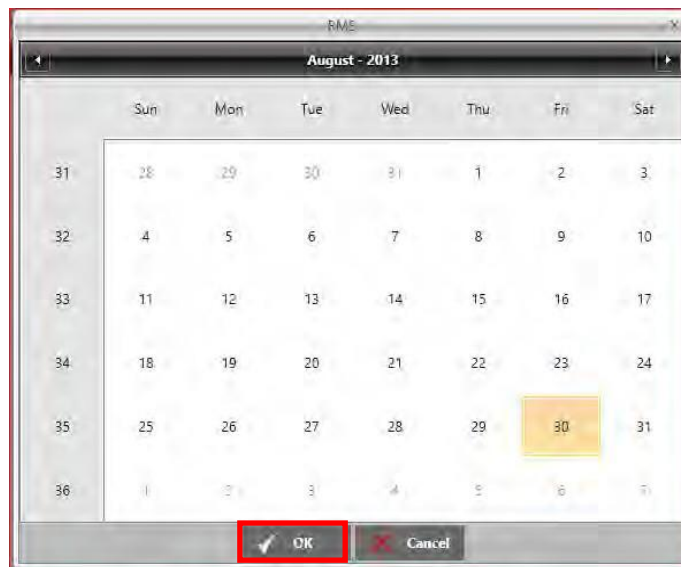 RME X
August - 2013
Sun Mon Tue Wed Thu Fri Sat
31 28 29 30 31 1 2 3
32 4 5 6 7 8 9 10
33 11 12 13 14 15 16 17
34 18 19 20 21 22 23 24
35 25 26 27 28 29 30 31
36 1 2 3 4 5 6 7
OK Cancel